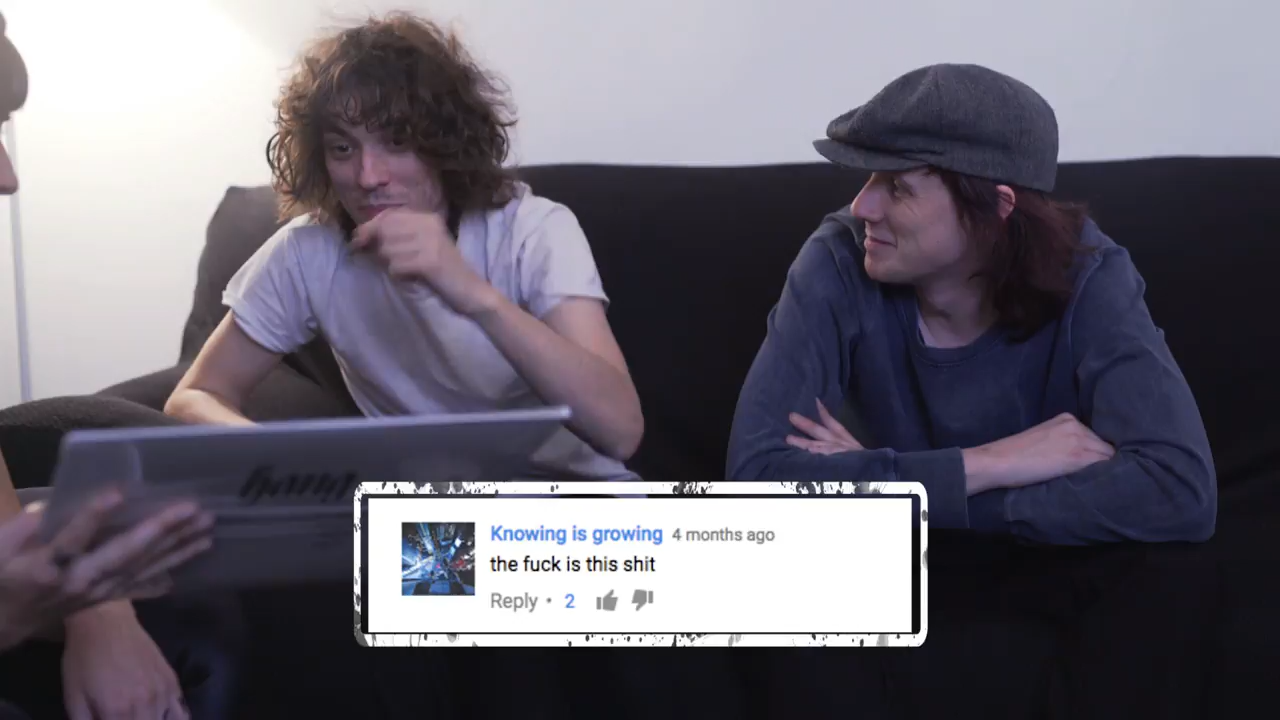 Knowing is growing 4 months ago
the fuck is this shit
Reply • 2